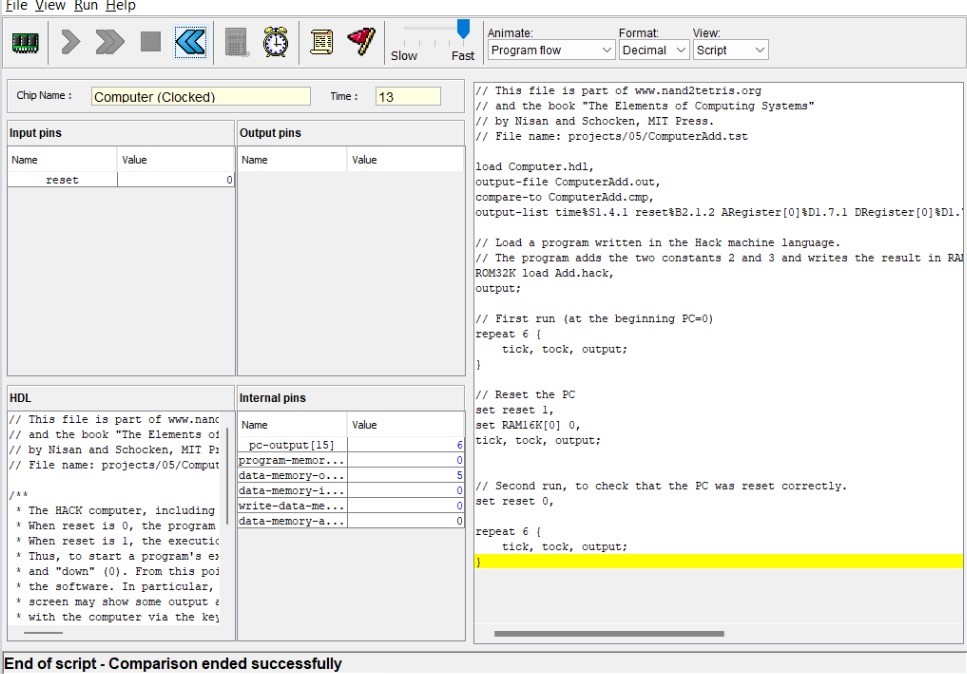 File View Run Help
Slow Fast
Animate: Format: View:
Program flow Decimal Script
Chip Name : Computer (Clocked) Time : 13
Input pins
Name Value
reset 0
Output pins
Name Value
HDL
// This file is part of www.nand
// and the book "The Elements of
// by Nisan and Schocken, MIT Pr
// File name: projects/05/Comput
/**
* The HACK computer, including
* When reset is 0, the program
* When reset is 1, the executio
* Thus, to start a program's ex
* and "down" (0). From this poi
* the software. In particular,
* screen may show some output a
* with the computer via the key
Internal pins
Name Value
pc-output[15] 6
program-memor... 0
data-memory-o... 5
data-memory-i... 0
write-data-me... 0
data-memory-a... 0
// This file is part of www.nand2tetris.org
// and the book "The Elements of Computing Systems"
// by Nisan and Schocken, MIT Press.
// File name: projects/05/ComputerAdd.tst
load Computer.hdl,
output-file ComputerAdd.out,
compare-to ComputerAdd.cmp,
output-list time%S1.4.1 reset%B2.1.2 ARegister[0]%D1.7.1 DRegister[0]%D1.
// Load a program written in the Hack machine language.
// The program adds the two constants 2 and 3 and writes the result in RA
ROM32K load Add.hack,
output;
// First run (at the beginning PC=0)
repeat 6 {
tick, tock, output;
}
// Reset the PC
set reset 1,
set RAM16K[0] 0,
tick, tock, output;
// Second run, to check that the PC was reset correctly.
set reset 0,
repeat 6 {
tick, tock, output;
}
End of script - Comparison ended successfully